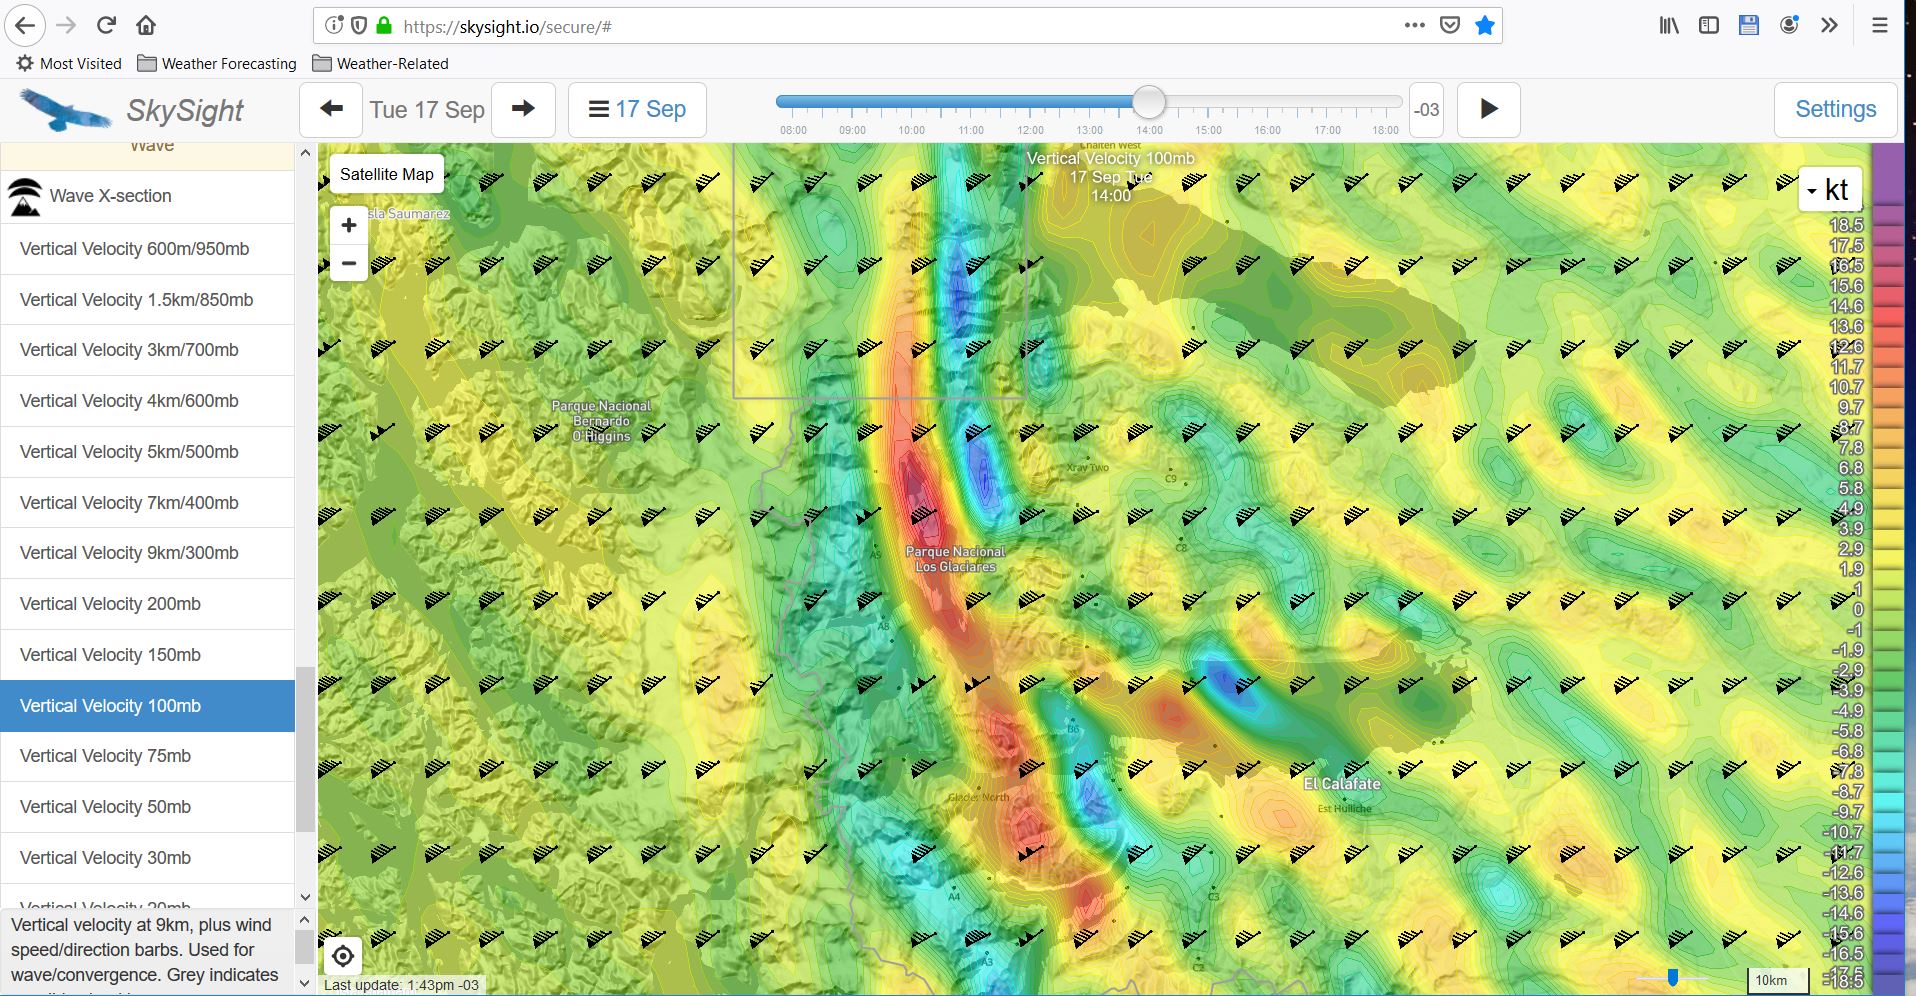 https://skysight.io/secure/#
Most Visited
Weather Forecasting
Weather-Related
SkySight
Tue 17 Sep
17 Sep
08:00
09:00
10:00
11:00
12:00
13:00
14:00
15:00
16:00
17:00
18:00
-03
Settings
Wave
Wave X-section
Vertical Velocity 600m/950mb
Vertical Velocity 1.5km/850mb
Vertical Velocity 3km/700mb
Vertical Velocity 4km/600mb
Vertical Velocity 5km/500mb
Vertical Velocity 7km/400mb
Vertical Velocity 9km/300mb
Vertical Velocity 200mb
Vertical Velocity 150mb
Vertical Velocity 100mb
Vertical Velocity 75mb
Vertical Velocity 50mb
Vertical Velocity 30mb
Vertical Velocity 20mb
Vertical velocity at 9km, plus wind
speed/direction barbs. Used for
wave/convergence. Grey indicates
Satellite Map
+
−
sla Saumarez
Chalten West
Vertical Velocity 100mb
17 Sep Tue
14:00
Parque Nacional
Bernardo
O'Higgins
Xray Two
C9
C8
A9
Parque Nacional
Los Glaciares
A8
B6
Glacier North
El Calafate
Est Huiliche
A4
C3
A3
C2
Last update: 1:43pm -03
10km
kt
18.5
17.5
16.5
15.6
14.6
13.6
12.6
11.7
10.7
9.7
8.7
7.8
6.8
5.8
4.9
3.9
2.9
1.9
1
0
-1
-1.9
-2.9
-3.9
-4.9
-5.8
-6.8
-7.8
-8.7
-9.7
-10.7
-11.7
-12.6
-13.6
-14.6
-15.6
-16.5
-17.5
-18.5